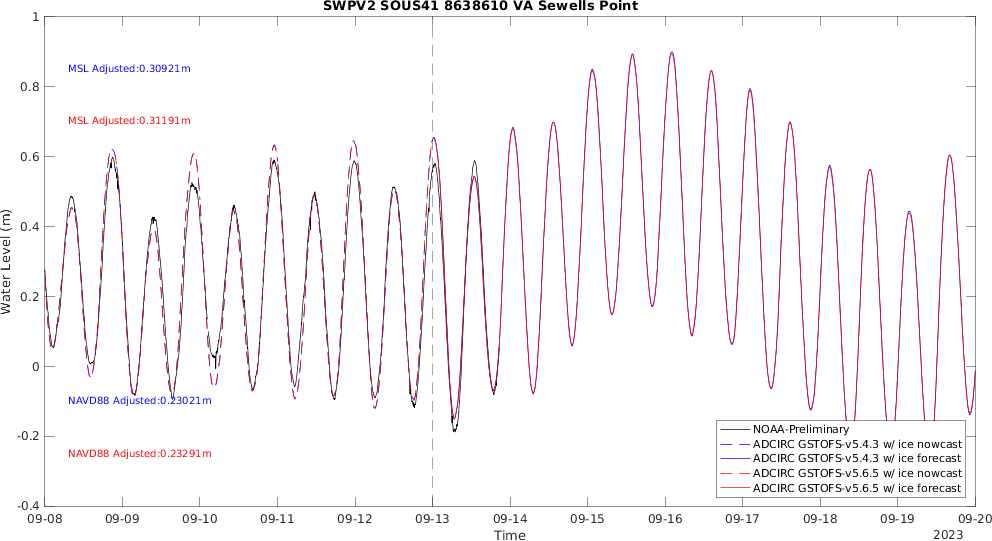 SWPV2 SOUS41 8638610 VA Sewells Point
1
0.8
0.6
0.4
0.2
0
-0.2
-0.4
Water Level (m)
MSL Adjusted:0.30921m
MSL Adjusted:0.31191m
NAVD88 Adjusted:0.23021m
NAVD88 Adjusted:0.23291m
NOAA-Preliminary
ADCIRC GSTOFS-v5.4.3 w/ ice nowcast
ADCIRC GSTOFS-v5.4.3 w/ ice forecast
ADCIRC GSTOFS-v5.6.5 w/ ice nowcast
ADCIRC GSTOFS-v5.6.5 w/ ice forecast
09-08 09-09 09-10 09-11 09-12 09-13 09-14 09-15 09-16 09-17 09-18 09-19 09-20
Time
2023